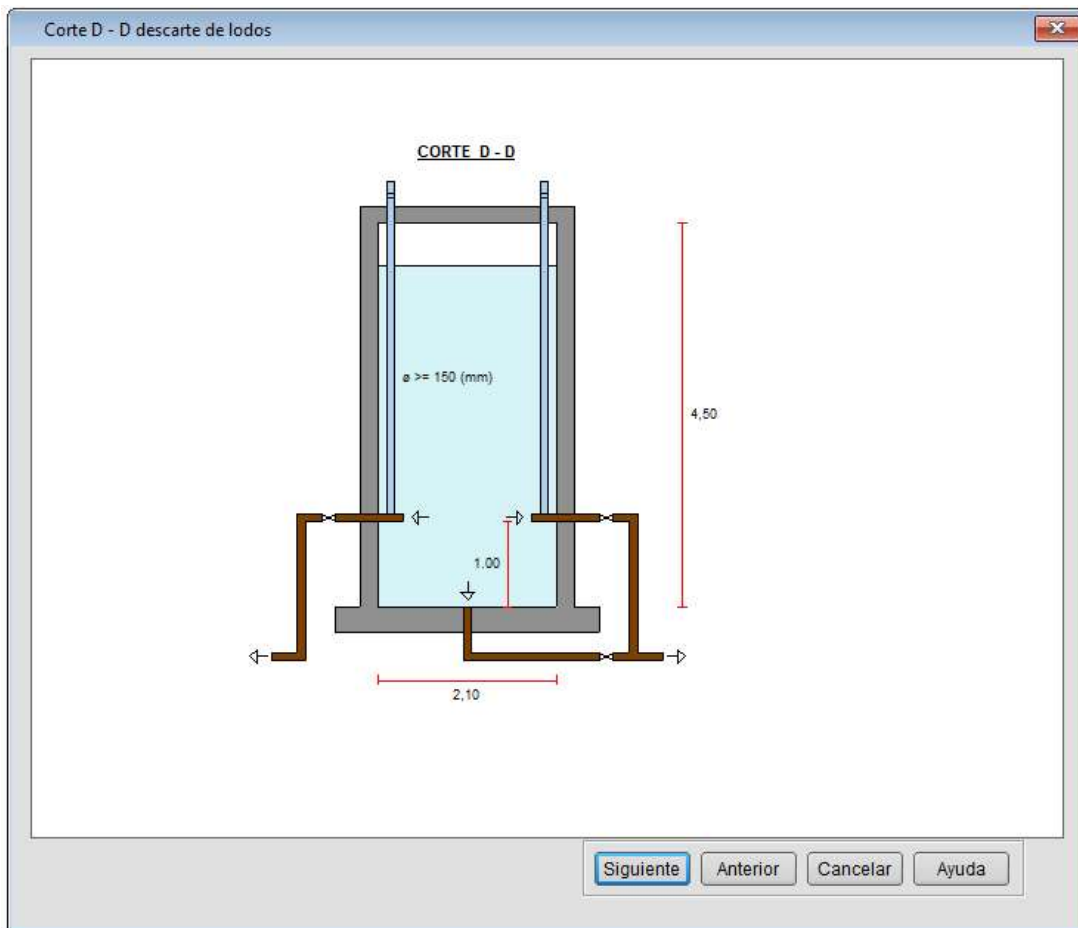 Corte D - D descarte de lodos
CORTE D - D
ø >= 150 (mm)
4,50
1.00
2,10
Siguiente
Anterior
Cancelar
Ayuda